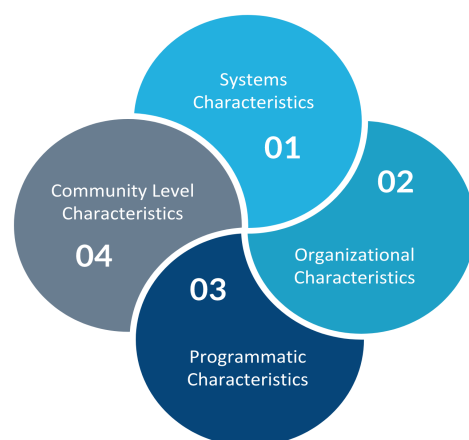 Systems
Characteristics
01
02
Organizational
Characteristics
03
Programmatic
Characteristics
Community Level
Characteristics
04